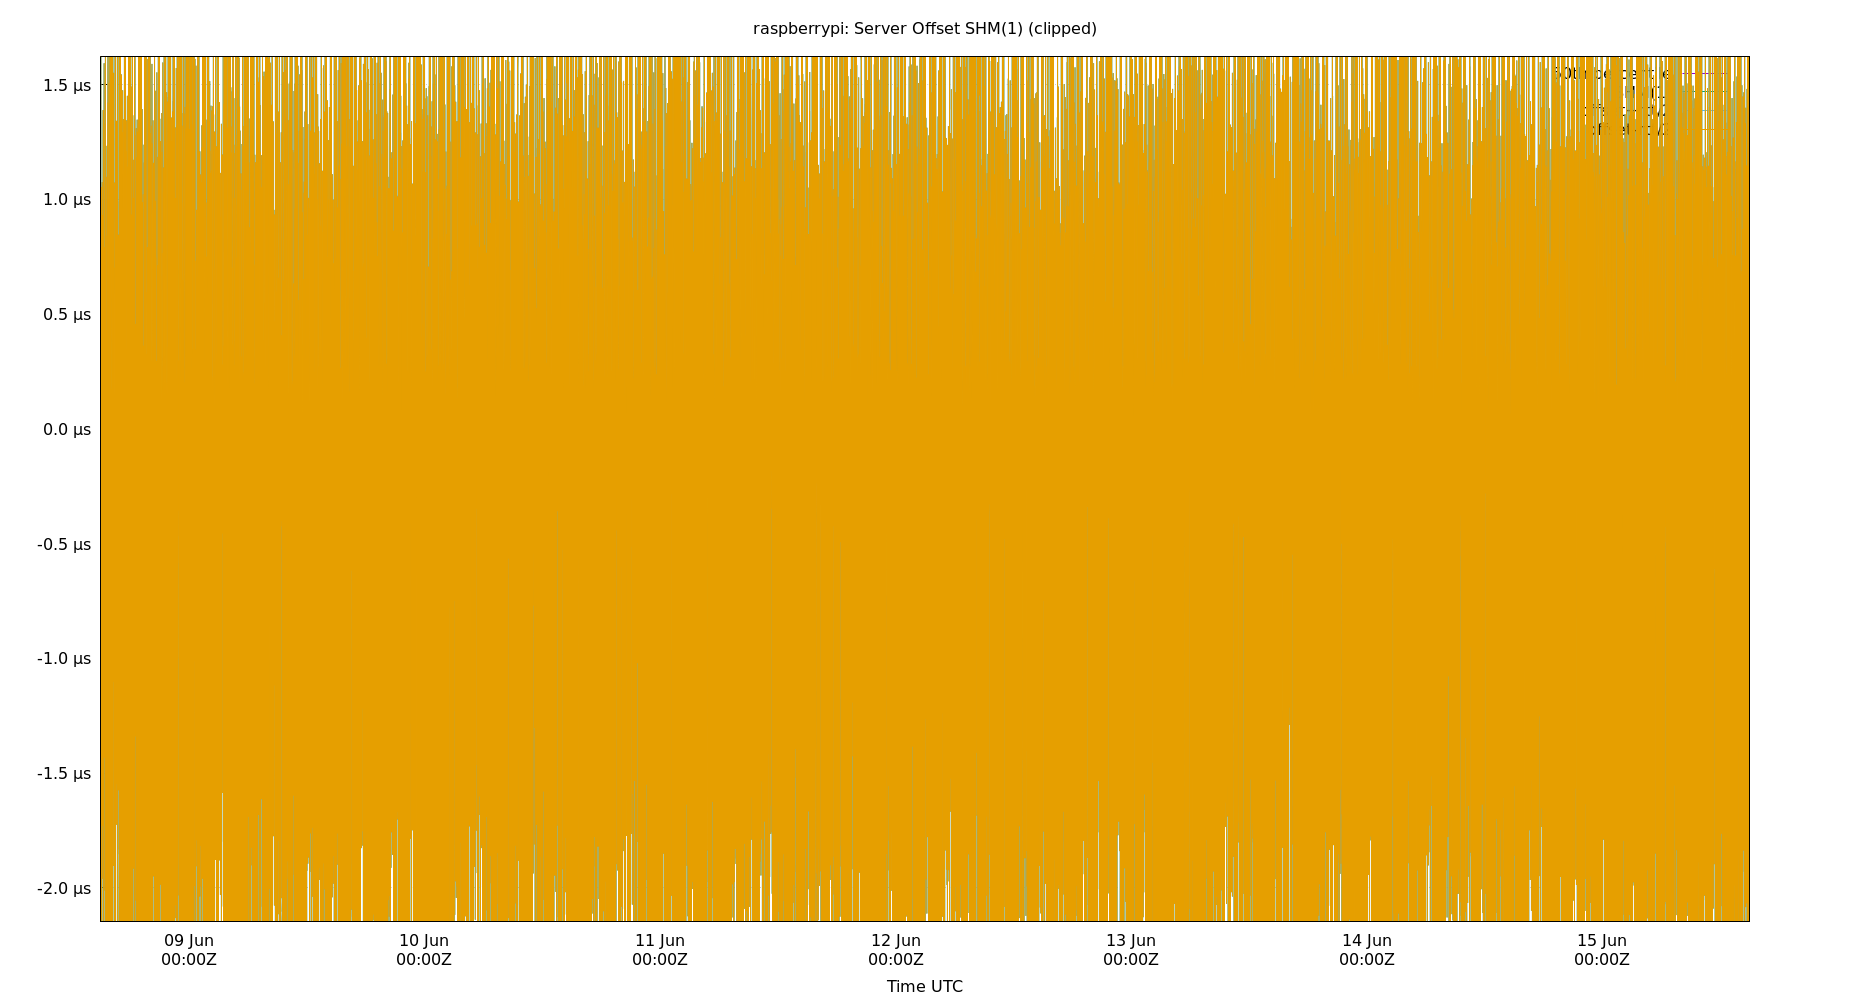 raspberrypi: Server Offset SHM(1) (clipped)
1.5 µs
1.0 µs
0.5 µs
0.0 µs
-0.5 µs
-1.0 µs
-1.5 µs
-2.0 µs
09 Jun 10 Jun 11 Jun 12 Jun 13 Jun 14 Jun 15 Jun
00:00Z 00:00Z 00:00Z 00:00Z 00:00Z 00:00Z 00:00Z
Time UTC